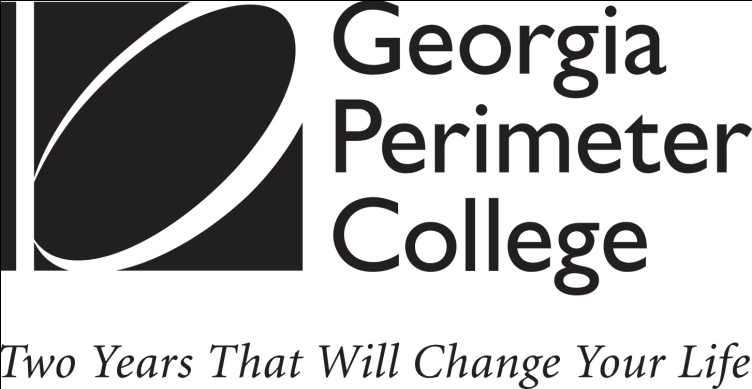 Georgia
Perimeter
College
Two Years That Will Change Your Life